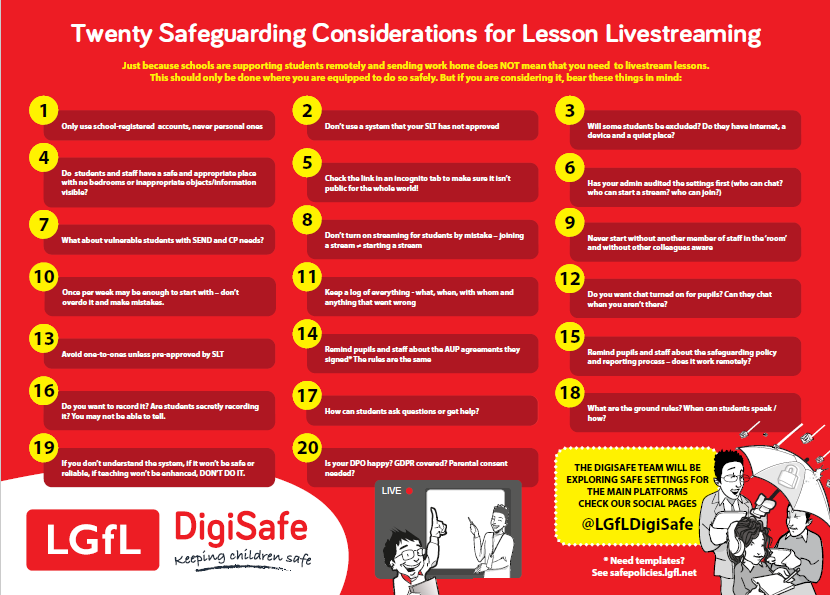 Twenty Safeguarding Considerations for Lesson Livestreaming
Just because schools are supporting students remotely and sending work home does NOT mean that you need to livestream lessons.
This should only be done where you are equipped to do so safely. But if you are considering it, bear these things in mind:
1
Only use school-registered accounts, never personal ones
2
Don't use a system that your SLT has not approved
3
Will some students be excluded? Do they have internet, a
device and a quiet place?
4
Do students and staff have a safe and appropriate place
with no bedrooms or inappropriate objects/information
visible?
5
Check the link in an incognito tab to make sure it isn't
public for the whole world!
6
Has your admin audited the settings first (who can chat?
who can start a stream? who can join?)
7
What about vulnerable students with SEND and CP needs?
8
Don't turn on streaming for students by mistake – joining
a stream ≠ starting a stream
9
Never start without another member of staff in the 'room'
and without other colleagues aware
10
Once per week may be enough to start with – don't
overdo it and make mistakes.
11
Keep a log of everything - what, when, with whom and
anything that went wrong
12
Do you want chat turned on for pupils? Can they chat
when you aren't there?
13
Avoid one-to-ones unless pre-approved by SLT
14
Remind pupils and staff about the AUP agreements they
signed* The rules are the same
15
Remind pupils and staff about the safeguarding policy
and reporting process – does it work remotely?
16
Do you want to record it? Are students secretly recording
it? You may not be able to tell.
17
How can students ask questions or get help?
18
What are the ground rules? When can students speak /
how?
19
If you don't understand the system, if it won't be safe or
reliable, if teaching won't be enhanced, DON'T DO IT.
20
Is your DPO happy? GDPR covered? Parental consent
needed?
LGfL
DigiSafe
Keeping children safe
LIVE
THE DIGISAFE TEAM WILL BE
EXPLORING SAFE SETTINGS FOR
THE MAIN PLATFORMS
CHECK OUR SOCIAL PAGES
@LGfLDigiSafe
* Need templates?
See safepolicies.lgfl.net